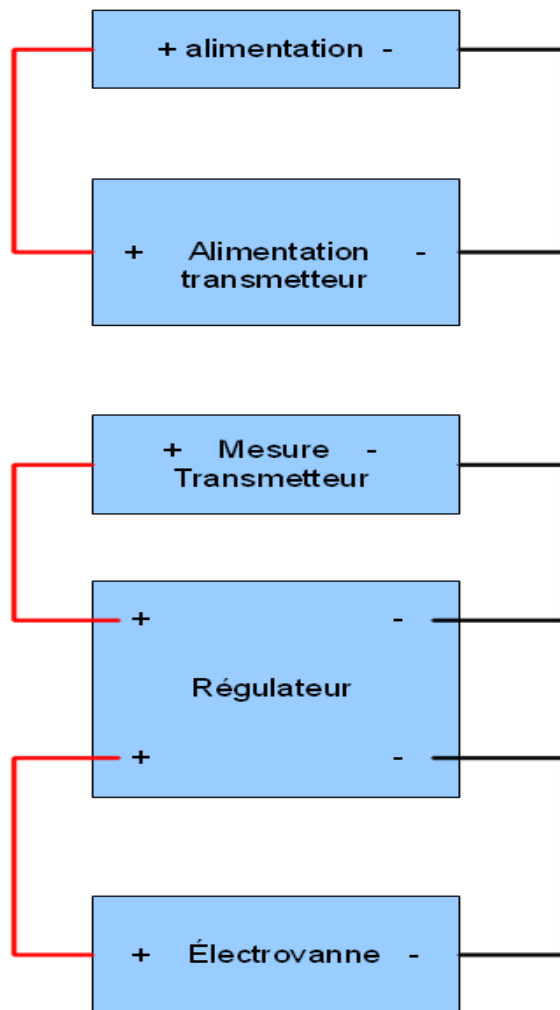 + alimentation -
+ Alimentation -
transmetteur
+ Mesure -
Transmetteur
+ -
Régulateur
+ -
+ Électrovanne -